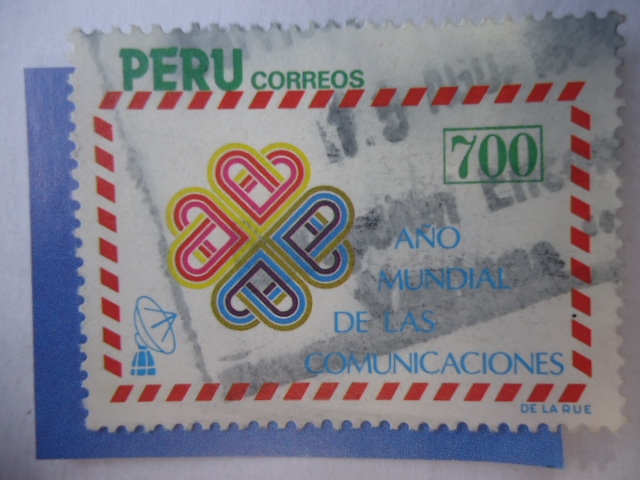 PERU CORREOS
700
AÑO
MUNDIAL
DE LAS
COMUNICACIONES
DE LA RUE